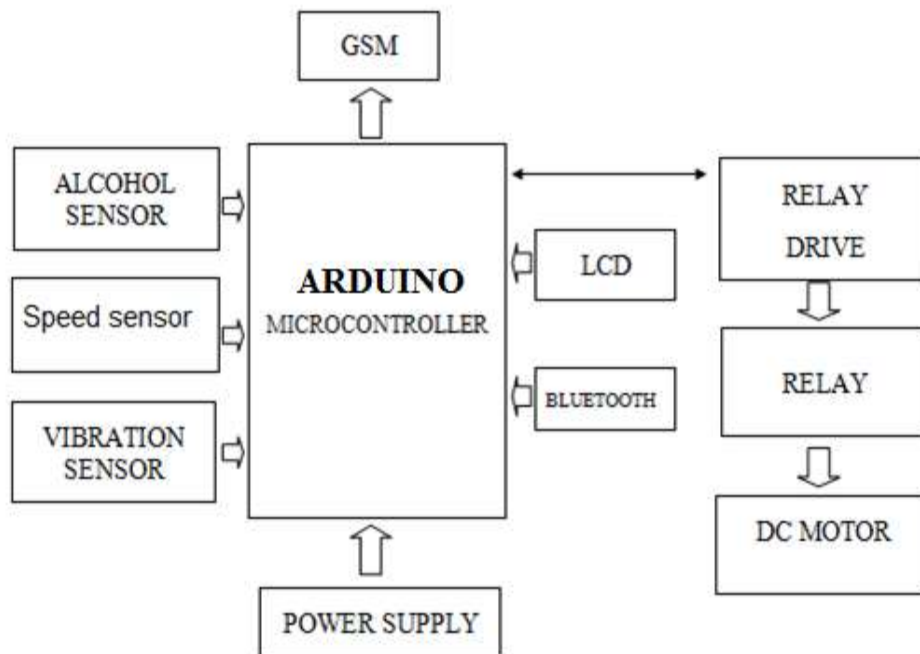 GSM
ALCOHOL
SENSOR
Speed sensor
VIBRATION
SENSOR
ARDUINO
MICROCONTROLLER
LCD
BLUETOOTH
RELAY
DRIVE
RELAY
DC MOTOR
POWER SUPPLY